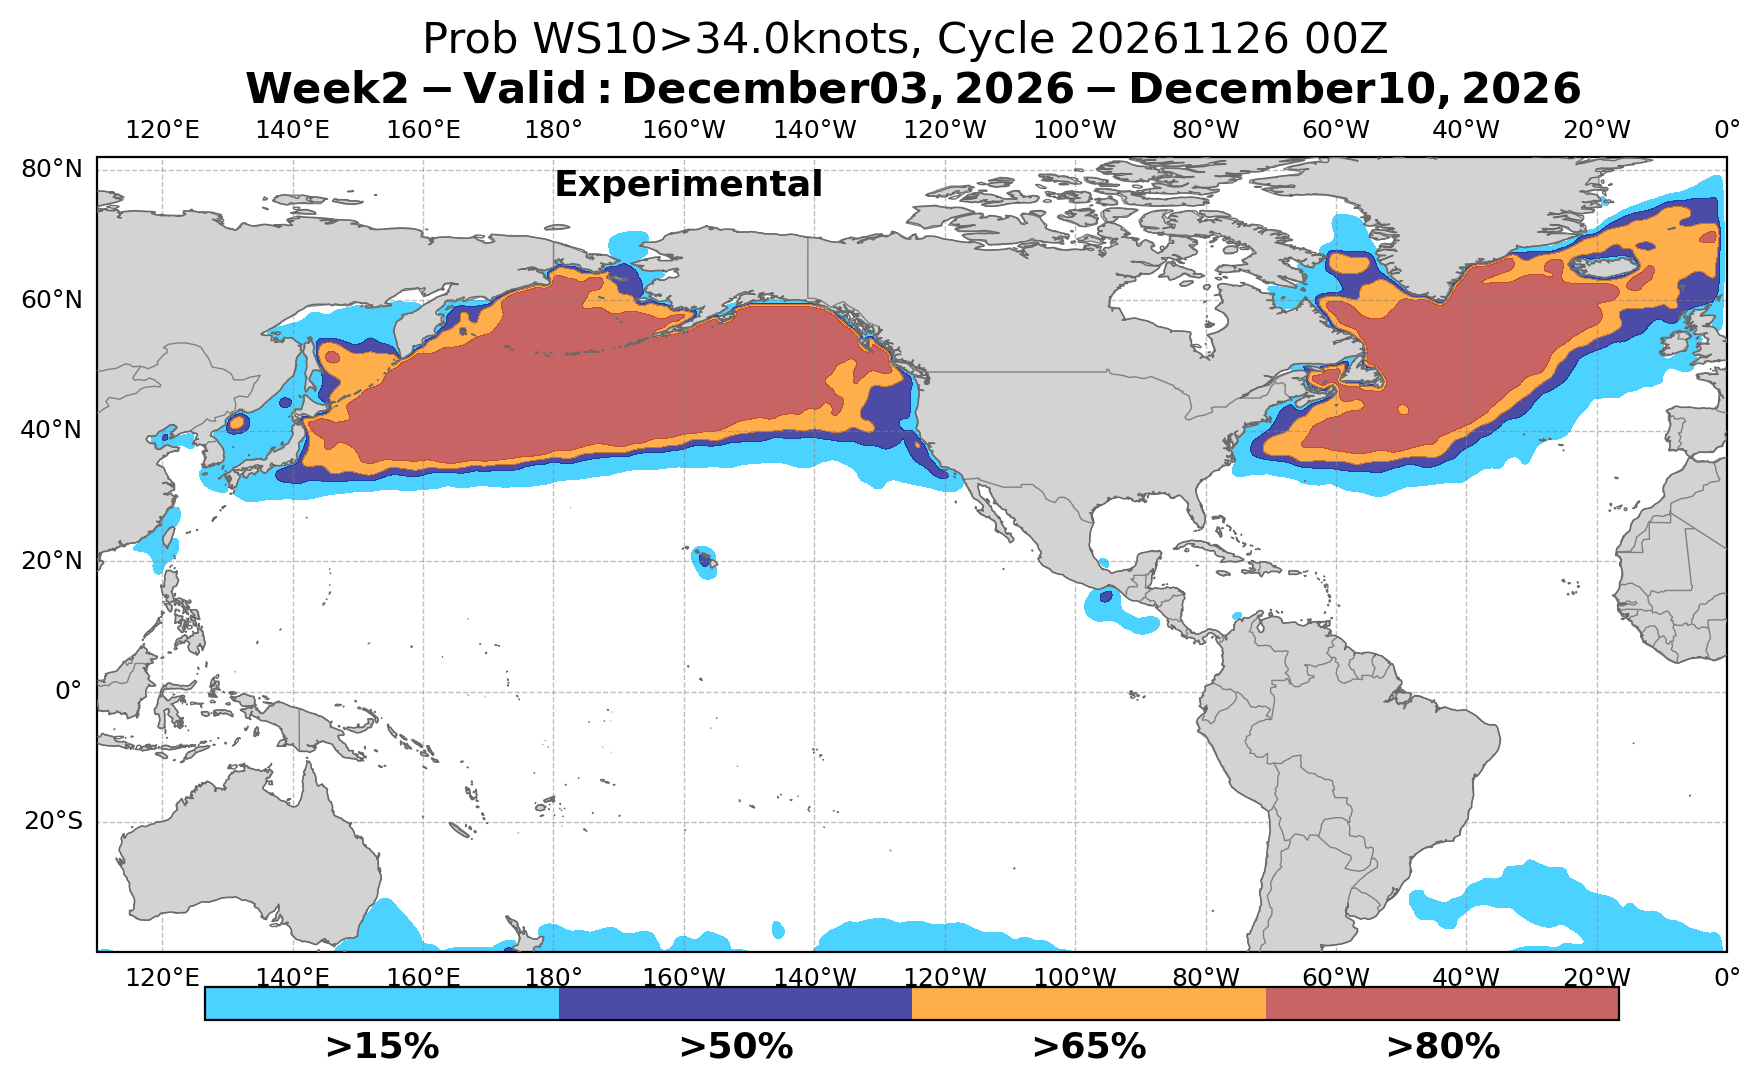 Prob WS10>34.0knots, Cycle 20261126 00Z
Week2 − Valid : December03, 2026 − December10, 2026
120°E 140°E 160°E 180° 160°W 140°W 120°W 100°W 80°W 60°W 40°W 20°W 0°
80°N
Experimental
60°N
40°N
20°N
0°
20°S
120°E 140°E 160°E 180° 160°W 140°W 120°W 100°W 80°W 60°W 40°W 20°W 0°
>15% >50% >65% >80%